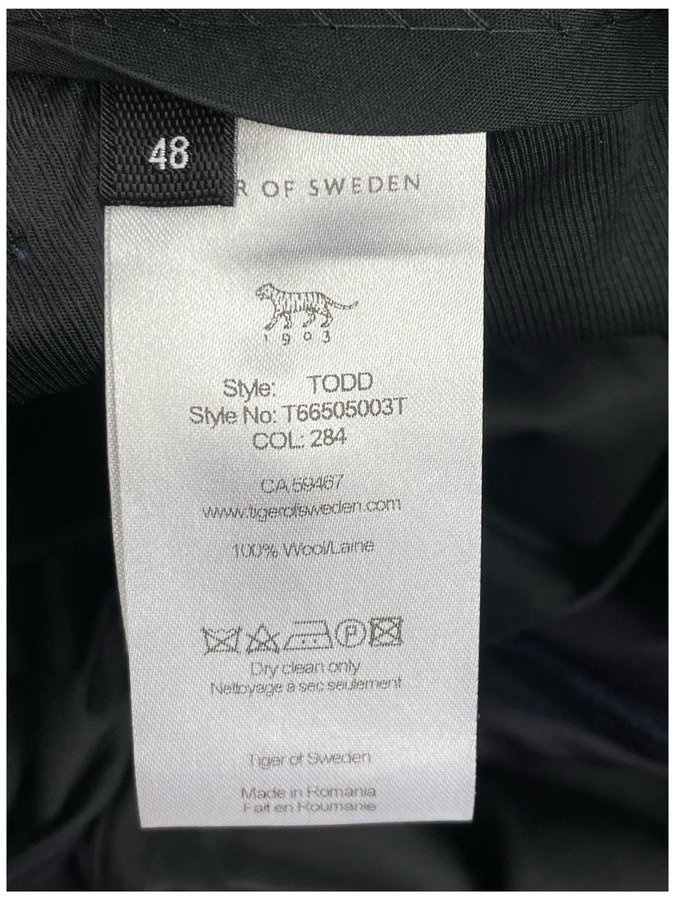 48
R OF SWEDEN
1903
Style: TODD
Style No: T66505003T
COL: 284
CA 59467
www.tigerofsweden.com
100% Wool/Laine
P
Dry clean only
Nettoyage à sec seulement
Tiger of Sweden
Made in Romania
Fait en Roumanie